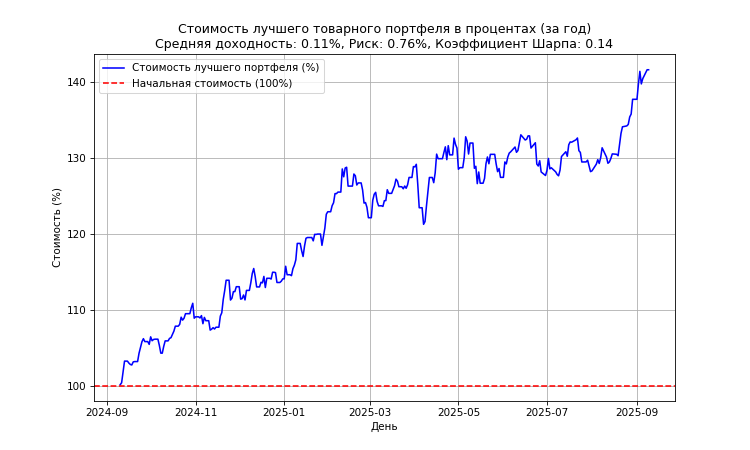 Стоимость лучшего товарного портфеля в процентах (за год)
Средняя доходность: 0.11%, Риск: 0.76%, Коэффициент Шарпа: 0.14
Стоимость лучшего портфеля (%)
Начальная стоимость (100%)
Стоимость (%)
140
130
120
110
100
2024-09
2024-11
2025-01
2025-03
2025-05
2025-07
2025-09
День